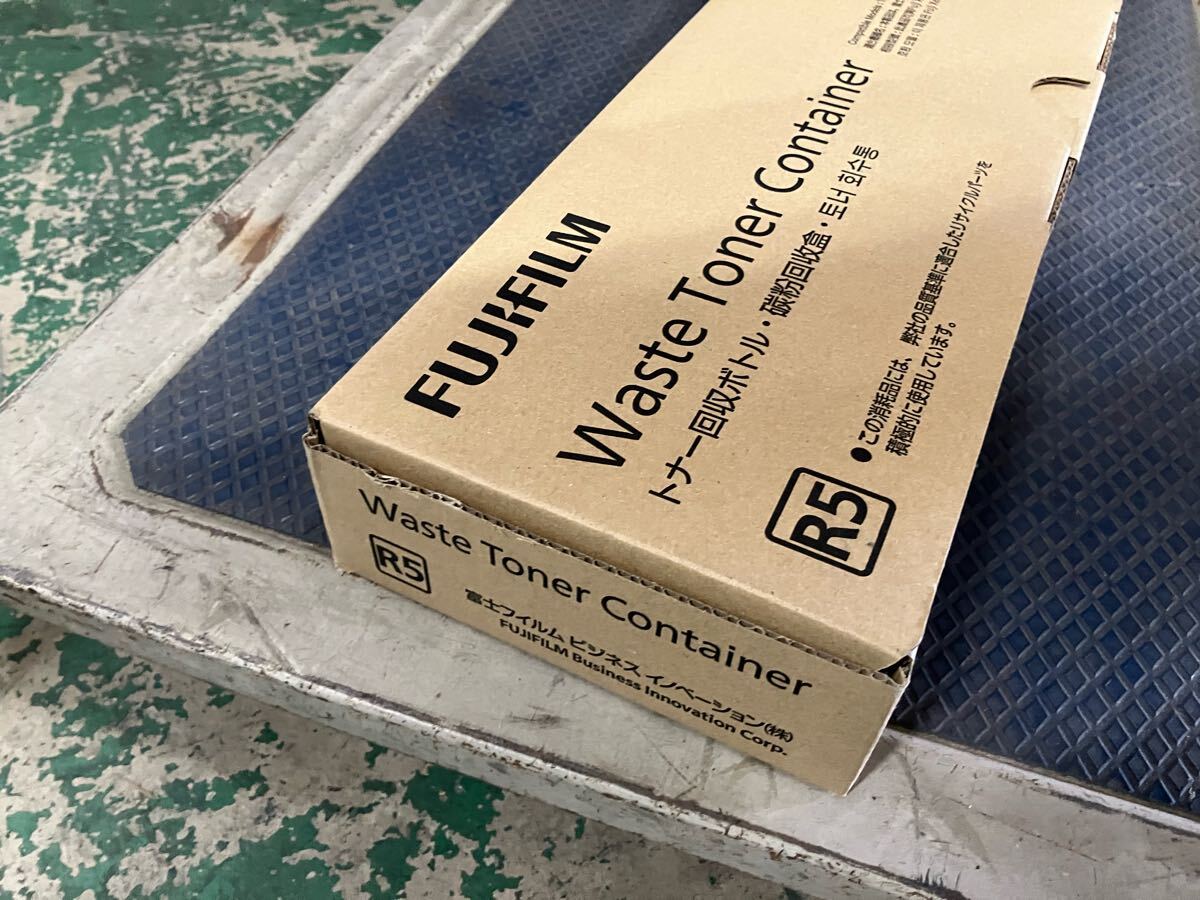 FUJIFILM
Waste Toner Container
トナー回収ボトル・碳粉回收盒・토너 회수통
R5
●この消耗品には、弊社の品質基準に適合したリサイクルパーツを
積極的に使用しています。
Compatible Models
Waste Toner Container
R5
富士フイルム ビジネス イノベーション(株)
FUJIFILM Business Innovation Corp.